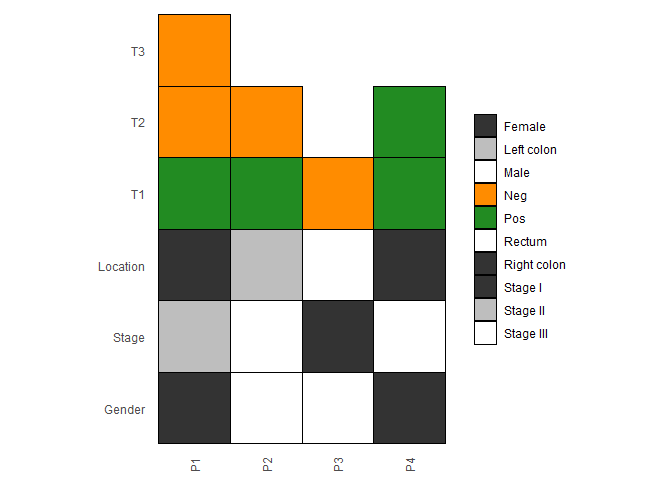 T3
T2
T1
Location
Stage
Gender
P1
P2
P3
P4
Female
Left colon
Male
Neg
Pos
Rectum
Right colon
Stage I
Stage II
Stage III